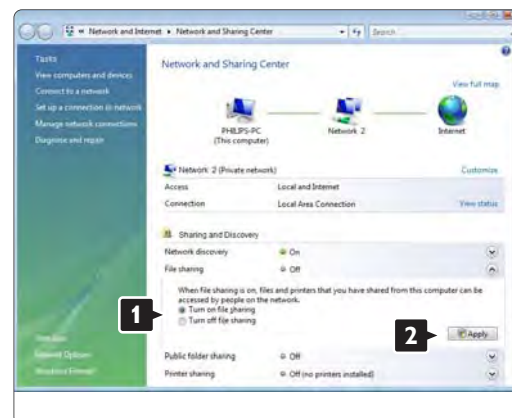 Network and Internet Network and Sharing Center
Search
Tasks
View computers and devices
Connect to a network
Set up a connection or network
Manage network connections
Diagnose and repair
Network and Sharing Center
View full map
PHILIPS-PC
(This computer)
Network 2
Internet
Network 2 (Private network)
Customize
Access
Local and Internet
Connection
Local Area Connection
View status
Sharing and Discovery
Network discovery
On
File sharing
Off
When file sharing is on, files and printers that you have shared from this computer can be
accessed by people on the network.
1
Turn on file sharing
Turn off file sharing
2
Apply
Public folder sharing
Off
Printer sharing
Off (no printers installed)
Internet Options
Windows Firewall